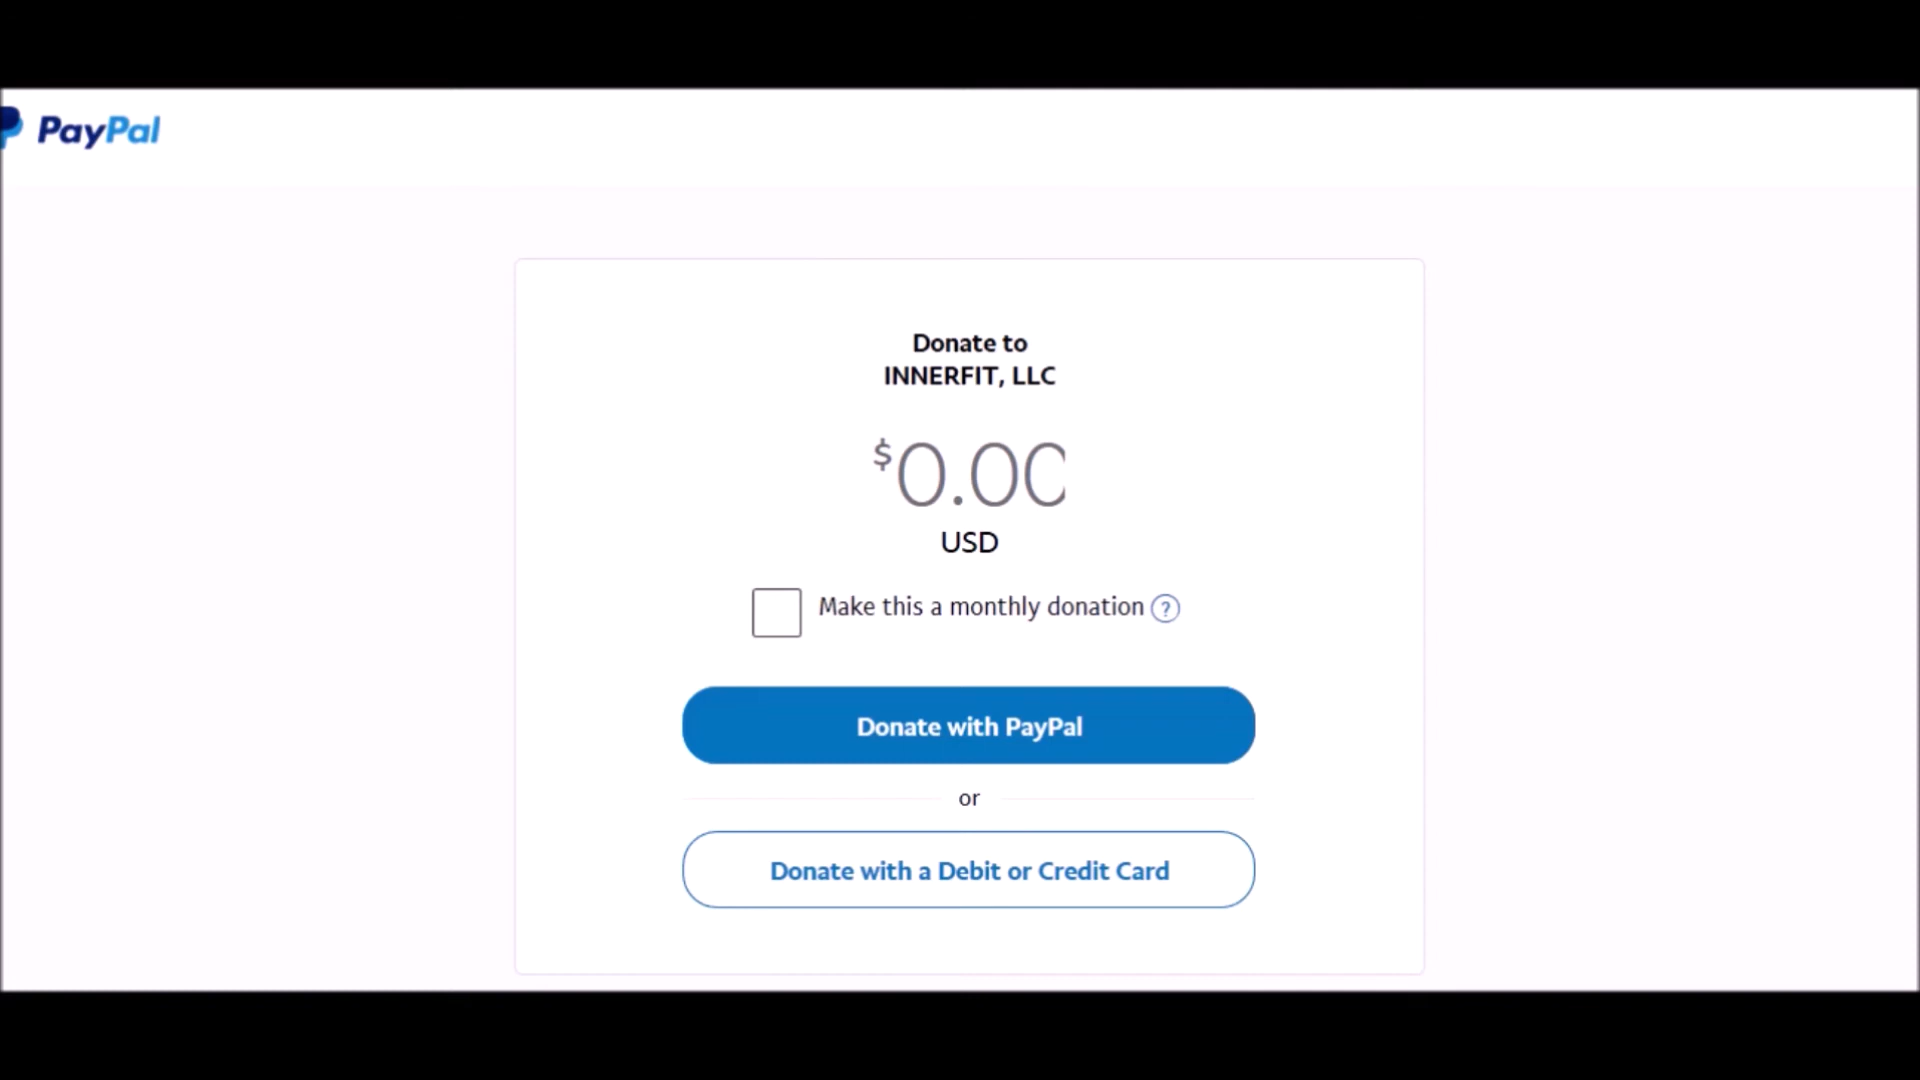 PayPal
Donate to
INNERFIT, LLC
$0.00
USD
Make this a monthly donation ?
Donate with PayPal
or
Donate with a Debit or Credit Card